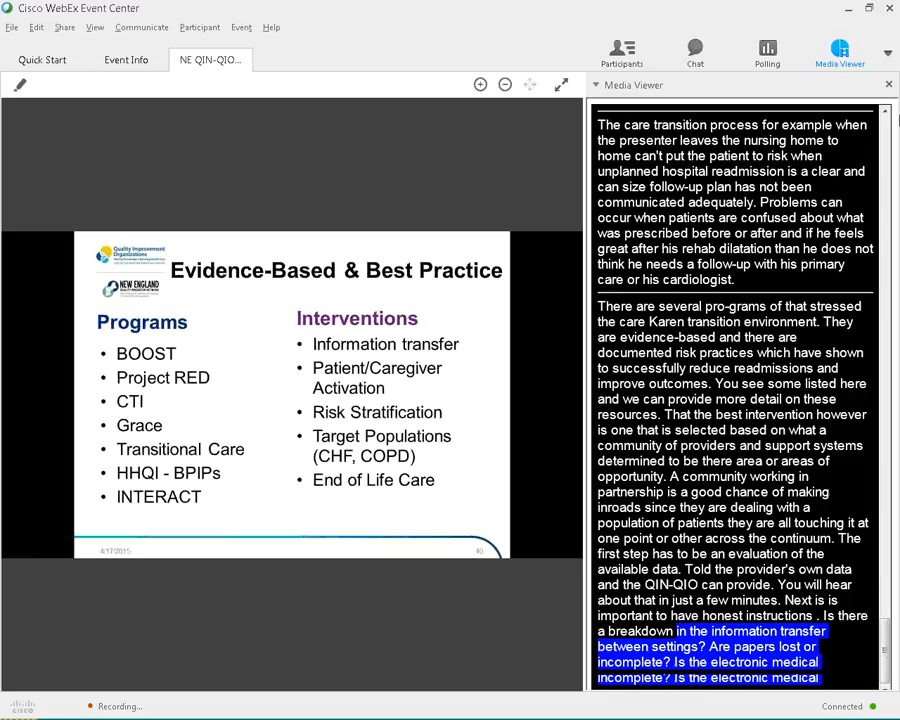 Cisco WebEx Event Center
File Edit Share View Communicate Participant Event Help
Quick Start Event Info NE QIN-QIO...
Participants Chat Polling Media Viewer
Media Viewer
Quality Improvement
Organizations
NEW ENGLAND
Evidence-Based & Best Practice
Programs
• BOOST
• Project RED
• CTI
• Grace
• Transitional Care
• HHQI - BPIPs
• INTERACT
Interventions
• Information transfer
• Patient/Caregiver
Activation
• Risk Stratification
• Target Populations
(CHF, COPD)
• End of Life Care
4/17/2015 40
The care transition process for example when
the presenter leaves the nursing home to
home can't put the patient to risk when
unplanned hospital readmission is a clear and
can size follow-up plan has not been
communicated adequately. Problems can
occur when patients are confused about what
was prescribed before or after and if he feels
great after his rehab dilatation than he does not
think he needs a follow-up with his primary
care or his cardiologist.
There are several pro-grams of that stressed
the care Karen transition environment. They
are evidence-based and there are
documented risk practices which have shown
to successfully reduce readmissions and
improve outcomes. You see some listed here
and we can provide more detail on these
resources. That the best intervention however
is one that is selected based on what a
community of providers and support systems
determined to be there area or areas of
opportunity. A community working in
partnership is a good chance of making
inroads since they are dealing with a
population of patients they are all touching it at
one point or other across the continuum. The
first step has to be an evaluation of the
available data. Told the provider's own data
and the QIN-QIO can provide. You will hear
about that in just a few minutes. Next is is
important to have honest instructions . Is there
a breakdown in the information transfer
between settings? Are papers lost or
incomplete? Is the electronic medical
incomplete? Is the electronic medical
cisco Recording... Connected